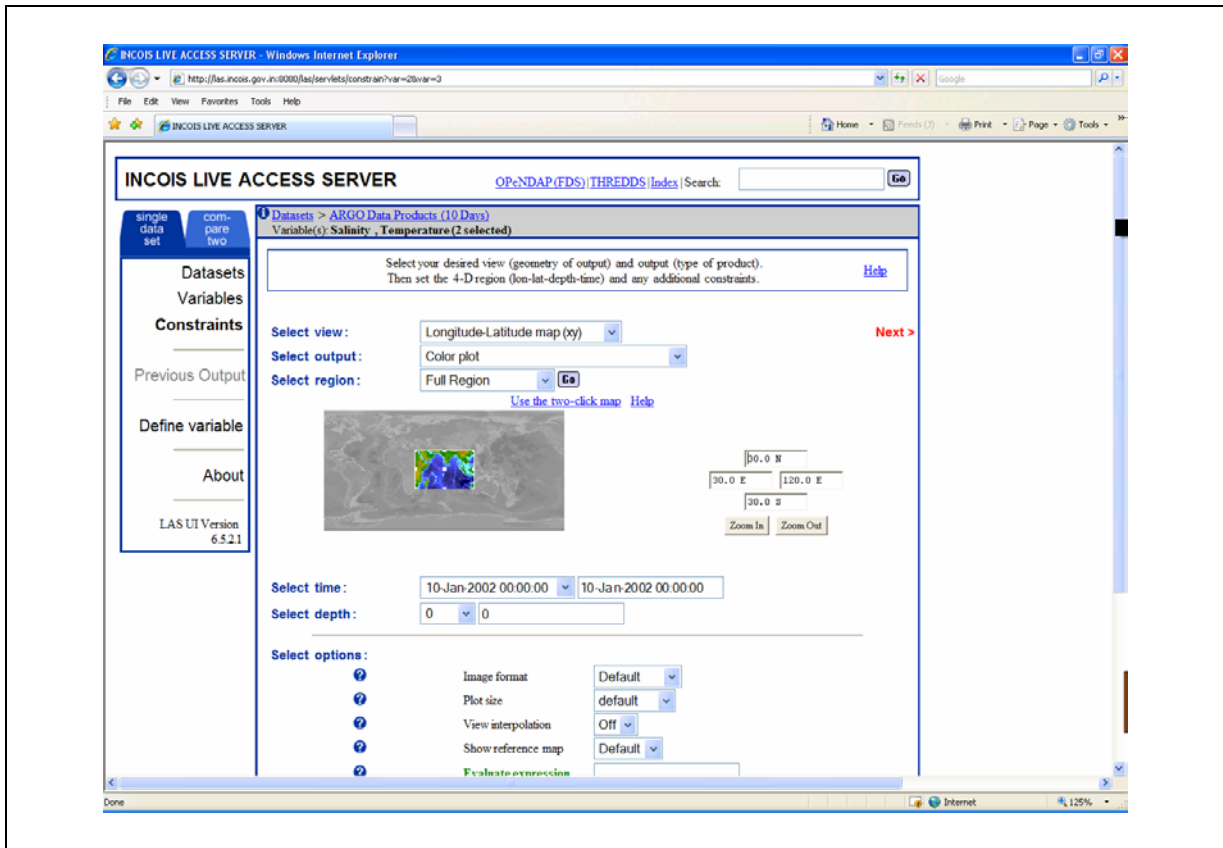 INCOIS LIVE ACCESS SERVER - Windows Internet Explorer
http://las.incois.gov.in:8080/las/servlets/constrain?var=2&var=3
Google
File Edit View Favorites Tools Help
INCOIS LIVE ACCESS SERVER
Home Feeds (J) Print Page Tools
INCOIS LIVE ACCESS SERVER
OPeNDAP (FDS) | THREDDS | Index | Search: Go
single data set
com-pare two
Datasets > ARGO Data Products (10 Days)
Variable(s): Salinity , Temperature (2 selected)
Select your desired view (geometry of output) and output (type of product).
Then set the 4-D region (lon-lat-depth-time) and any additional constraints.
Help
Datasets
Variables
Constraints
Previous Output
Define variable
About
LAS UI Version
6.5.2.1
Select view: Longitude-Latitude map (xy) Next >
Select output: Color plot
Select region: Full Region Go
Use the two-click map Help
30.0 E 120.0 E
30.0 S
Zoom In Zoom Out
Select time: 10-Jan-2002 00:00:00 10-Jan-2002 00:00:00
Select depth: 0 0
Select options:
Image format Default
Plot size default
View interpolation Off
Show reference map Default
Evaluate expression
Done Internet 125%